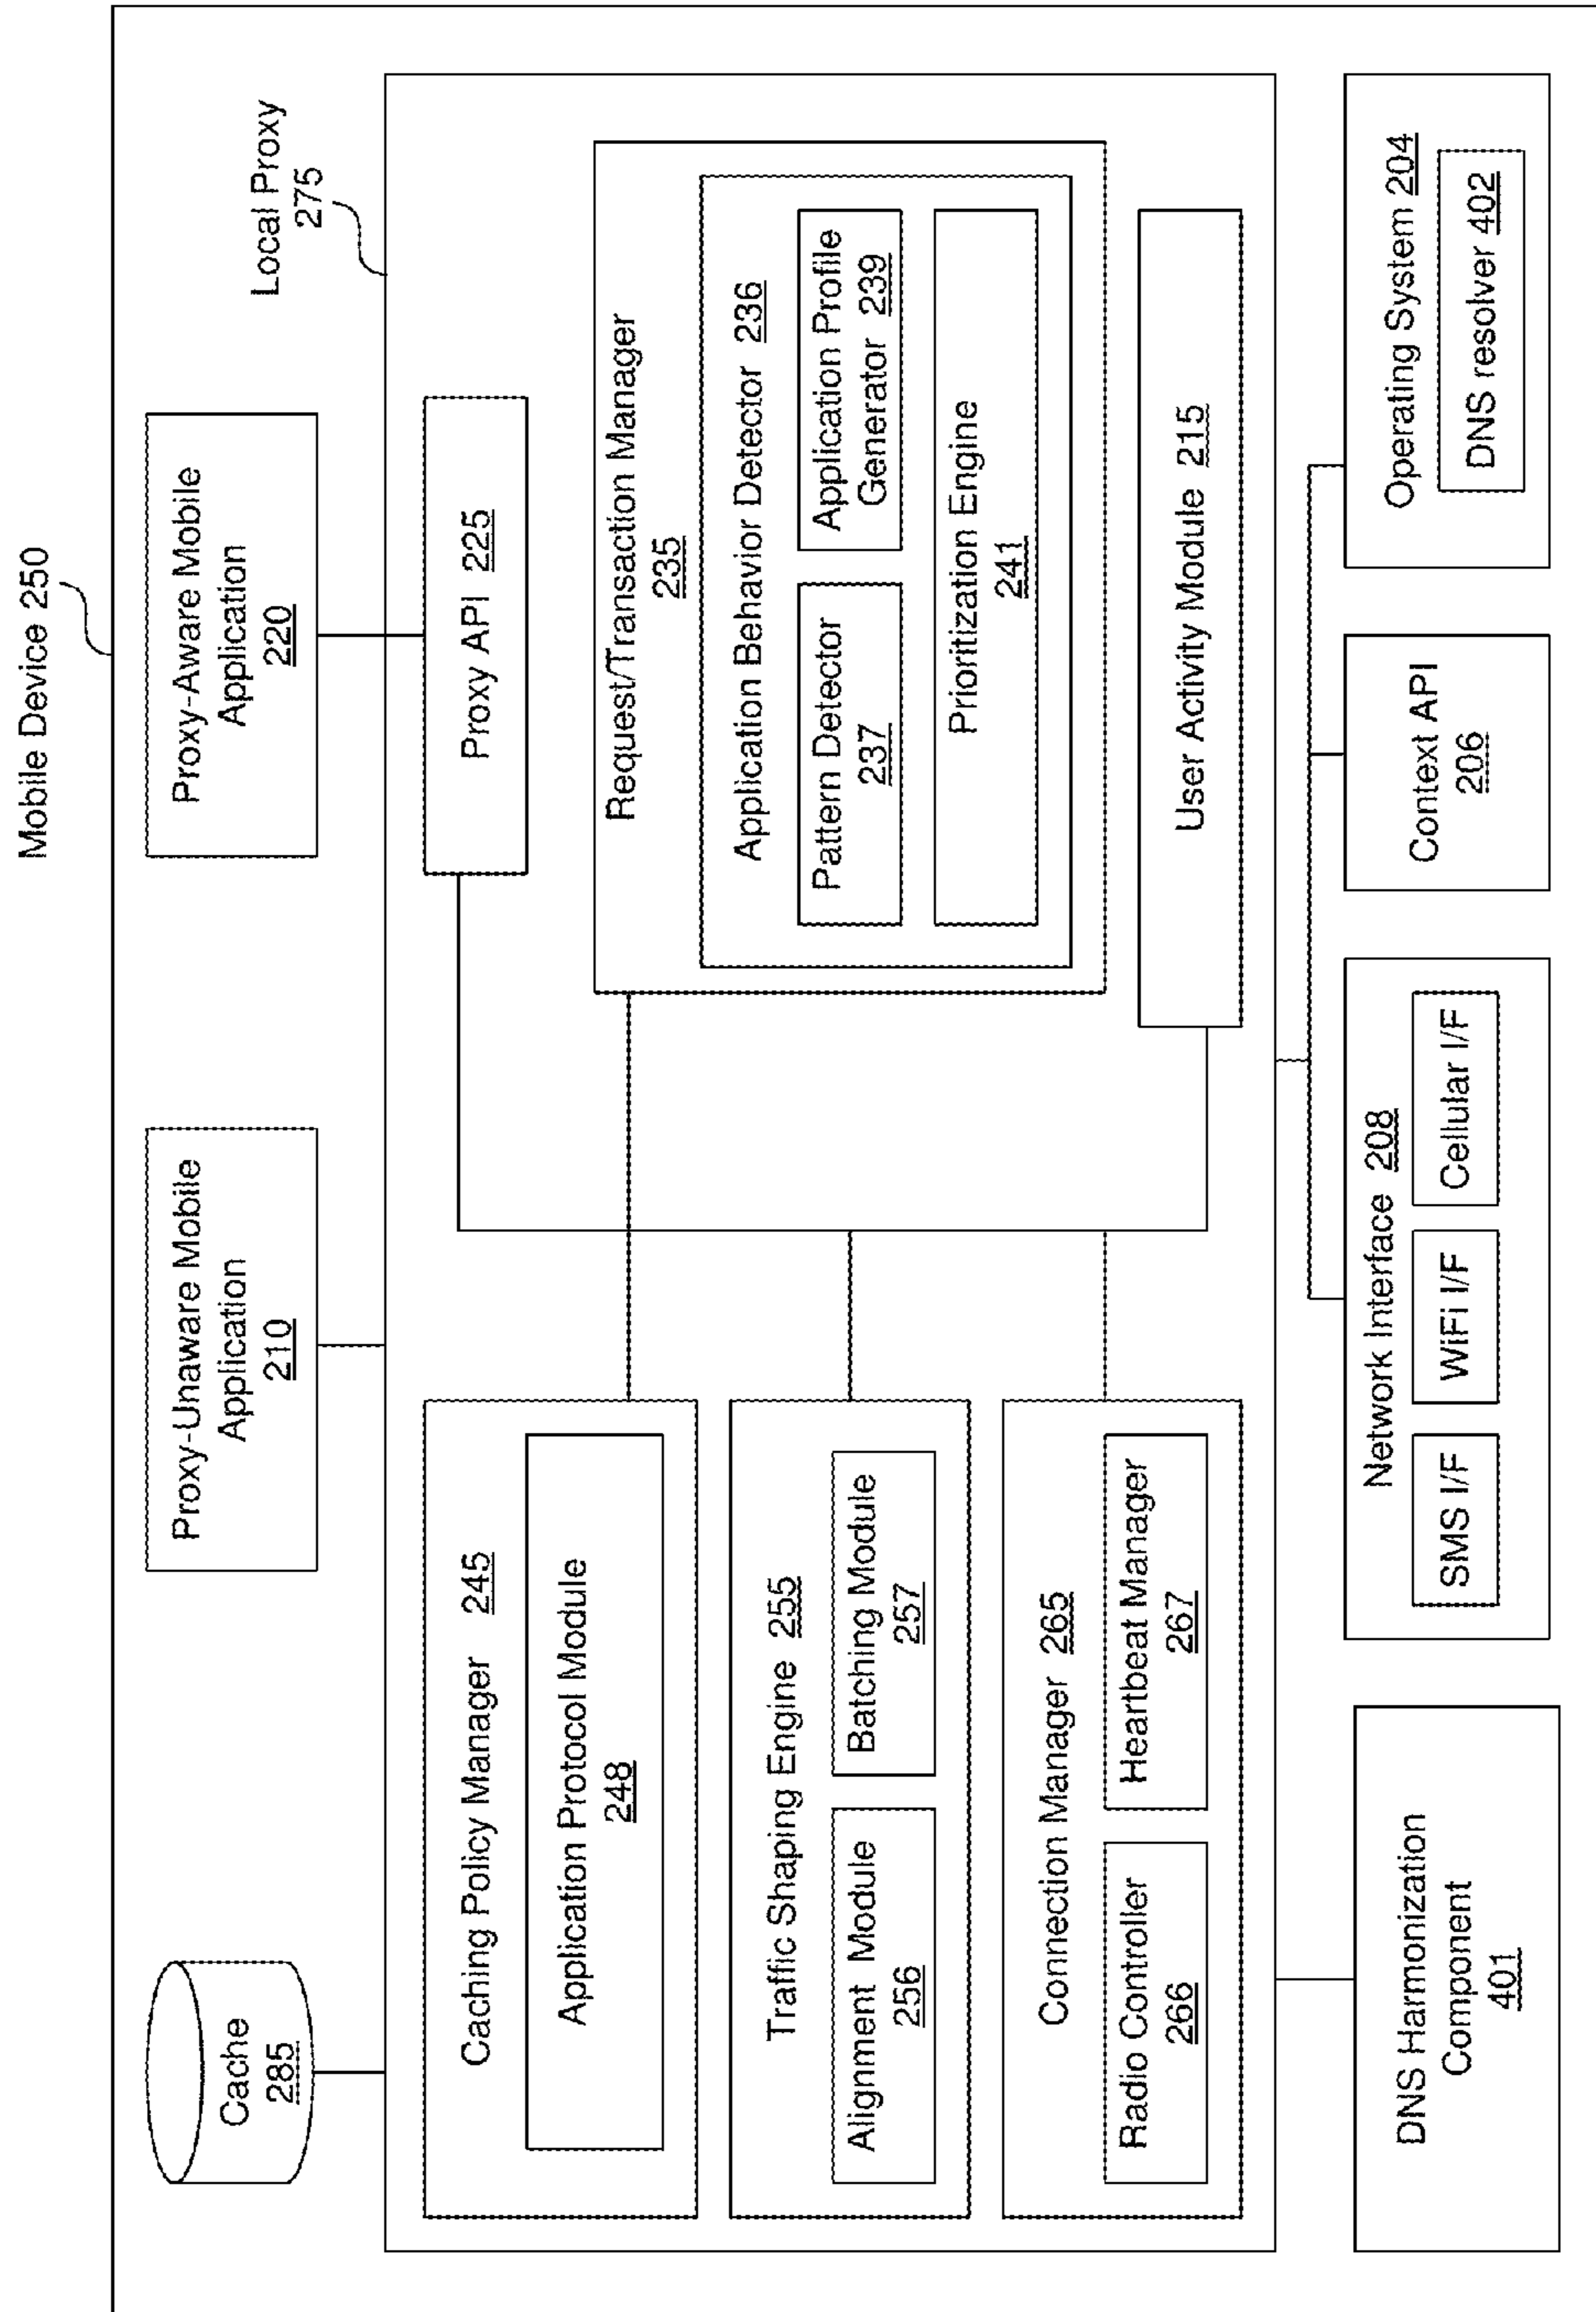 Mobile Device 250
Local Proxy
275
Cache
285
Proxy-Unaware Mobile
Application
210
Proxy-Aware Mobile
Application
220
Caching Policy Manager 245
Application Protocol Module
248
Traffic Shaping Engine 255
Alignment Module
256
Batching Module
257
Connection Manager 265
Radio Controller
266
Heartbeat Manager
267
Proxy API 225
Request/Transaction Manager
235
Application Behavior Detector 236
Pattern Detector
237
Application Profile
Generator 239
Prioritization Engine
241
User Activity Module 215
DNS Harmonization
Component
401
Network Interface 208
SMS I/F
WiFi I/F
Cellular I/F
Context API
206
Operating System 204
DNS resolver 402